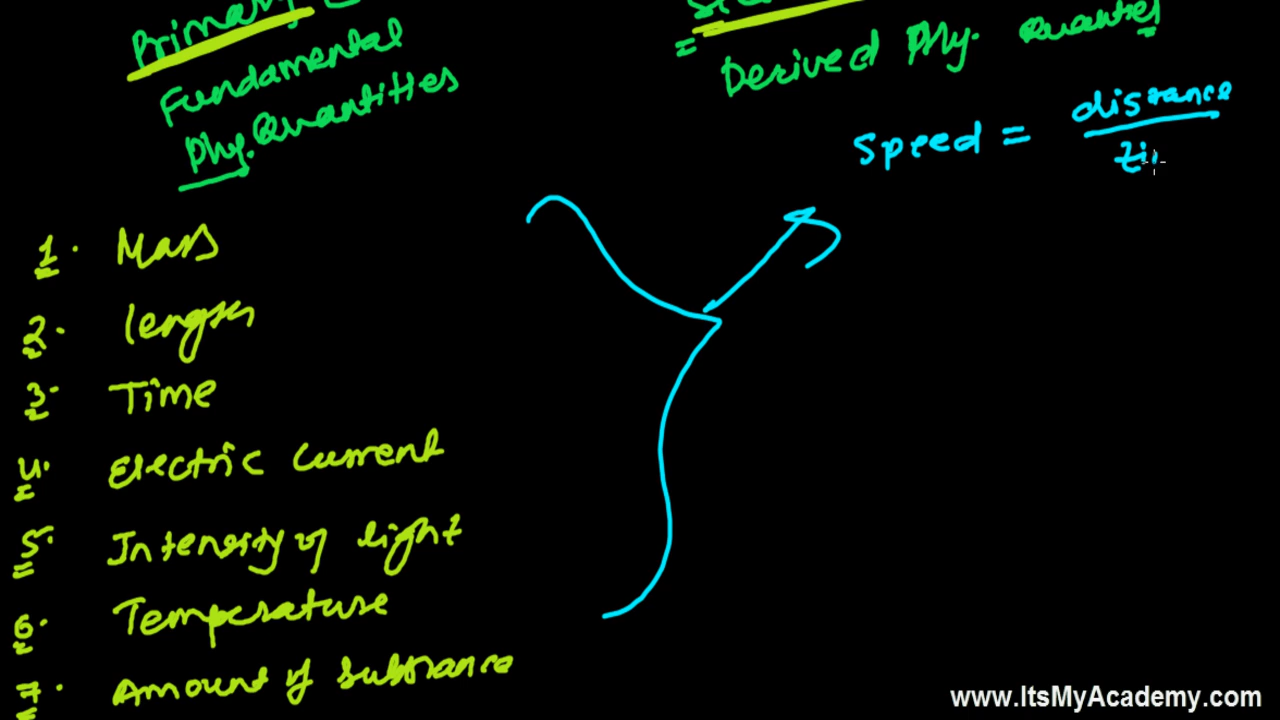 Primary
Fundamental
Phy. Quantities
=
Derived Phy. Quantities
Speed = distance
1. Mass
2. length
3. Time
4. Electric current
5. Intensity of light
6. Temperature
7. Amount of substance
www.ItsMyAcademy.com